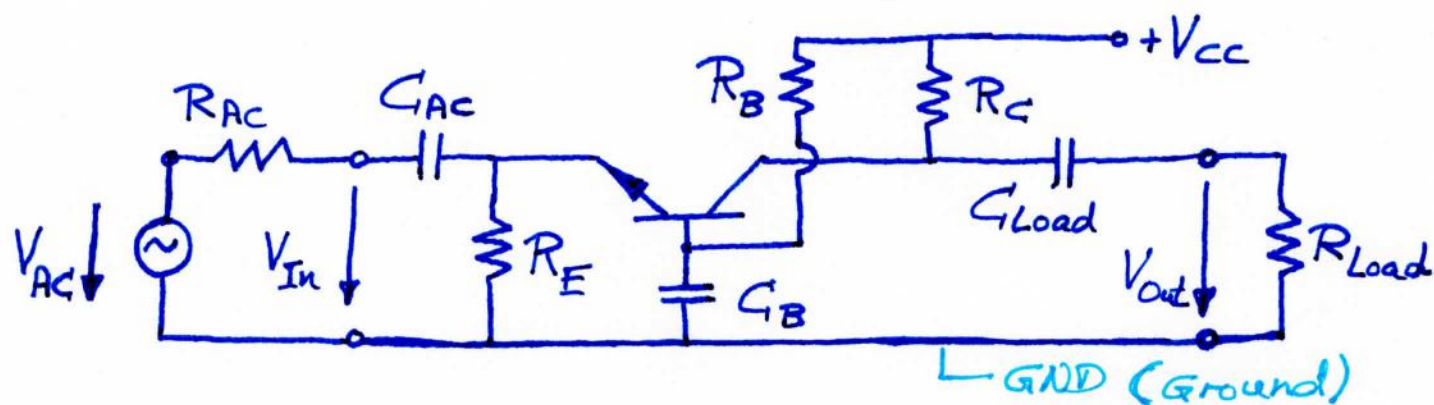 +VCC
RB
RC
RAC
CAC
VAC
VIn
RE
CB
CLoad
VOut
RLoad
GND (Ground)